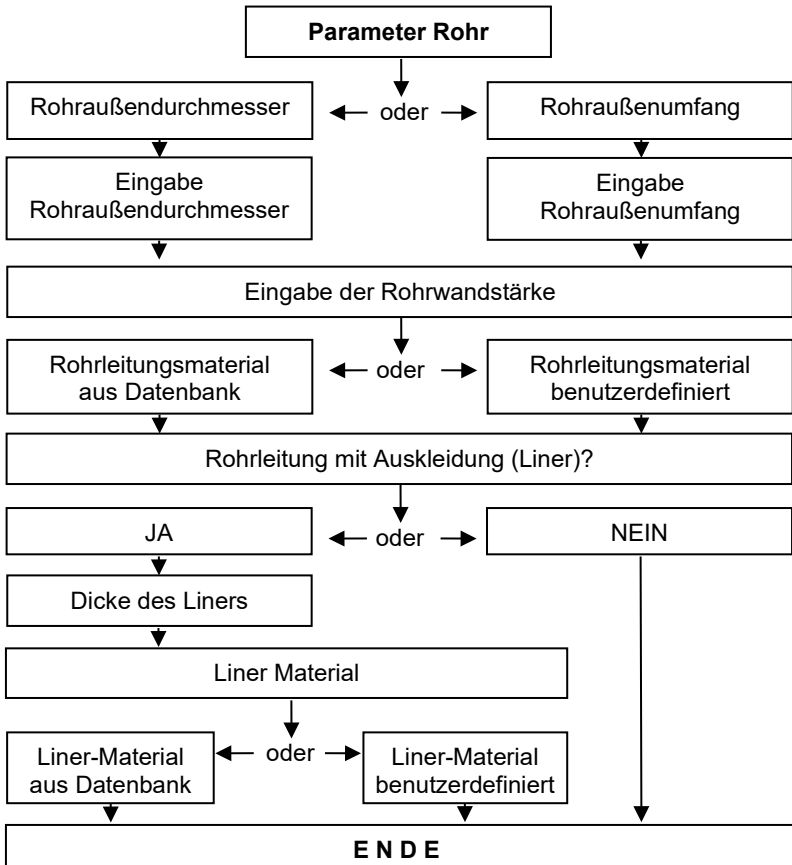 Parameter Rohr
Rohraußendurchmesser
oder
Rohraußenumfang
Eingabe
Rohraußendurchmesser
Eingabe
Rohraußenumfang
Eingabe der Rohrwandstärke
Rohrleitungsmaterial
aus Datenbank
oder
Rohrleitungsmaterial
benutzerdefiniert
Rohrleitung mit Auskleidung (Liner)?
JA
oder
NEIN
Dicke des Liners
Liner Material
Liner-Material
aus Datenbank
oder
Liner-Material
benutzerdefiniert
E N D E